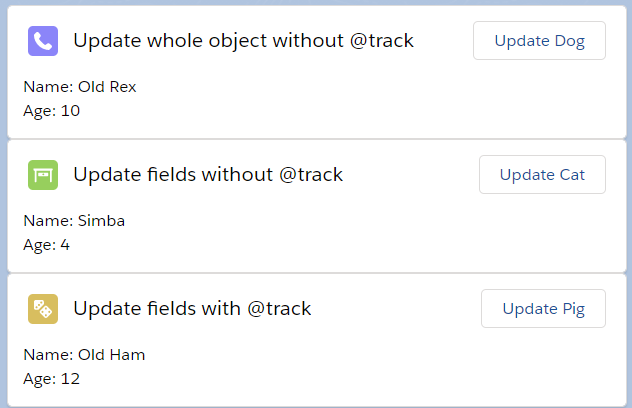 Update whole object without @track
Update Dog
Name: Old Rex
Age: 10
Update fields without @track
Update Cat
Name: Simba
Age: 4
Update fields with @track
Update Pig
Name: Old Ham
Age: 12